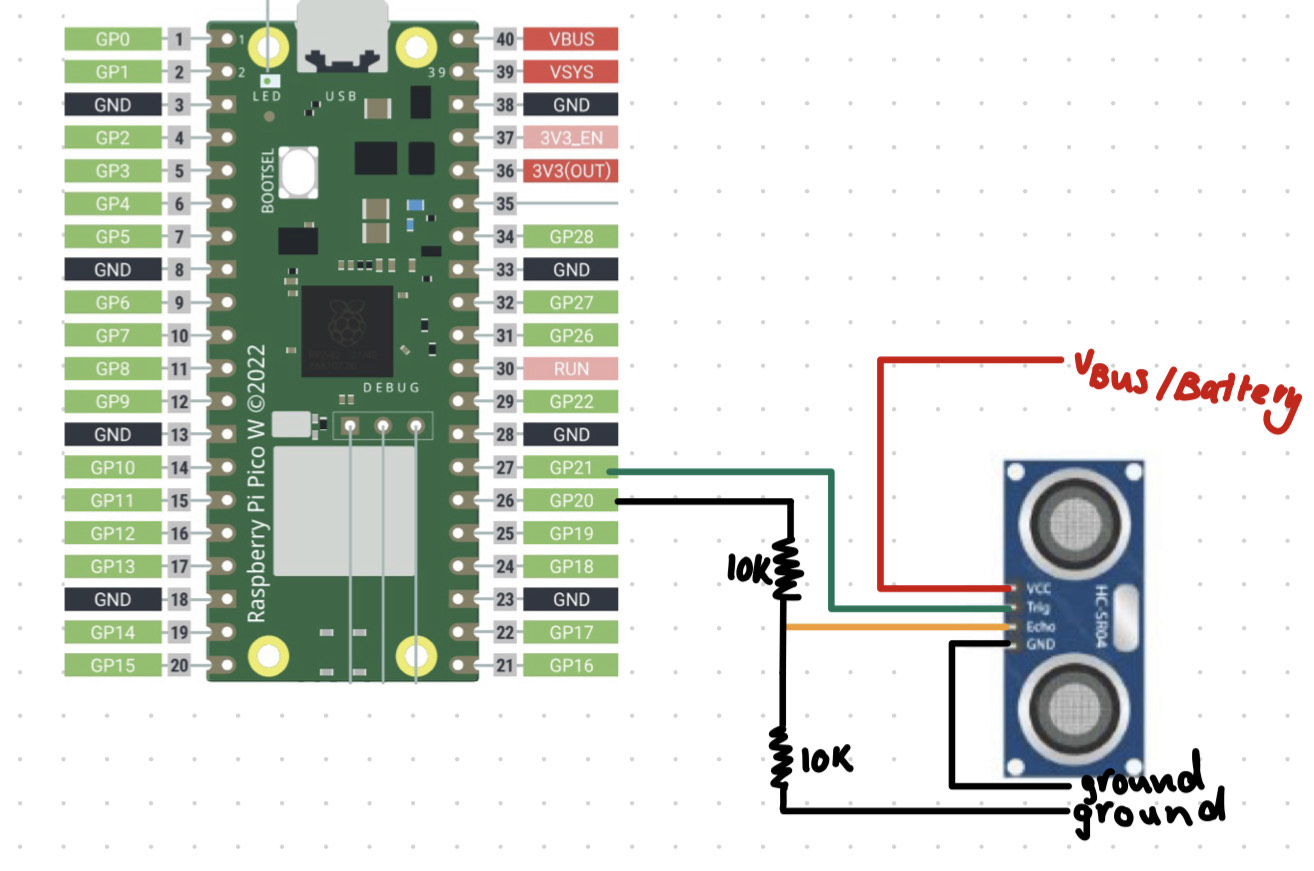 GP0 1 1 40 VBUS
GP1 2 2 39 39 VSYS
GND 3 LED USB 38 GND
GP2 4 37 3V3_EN
GP3 5 BOOTSEL 36 3V3(OUT)
GP4 6 35
GP5 7 34 GP28
GND 8 33 GND
GP6 9 32 GP27
GP7 10 31 GP26
GP8 11 30 RUN
DEBUG
GP9 12 29 GP22
GND 13 28 GND
GP10 14 27 GP21
GP11 15 26 GP20
GP12 16 25 GP19
GP13 17 24 GP18
GND 18 23 GND
GP14 19 22 GP17
GP15 20 21 GP16
Raspberry Pi Pico W ©2022
VBus/Battery
10K
VCC
Trig
Echo
GND
HC-SR04
10K
ground
ground